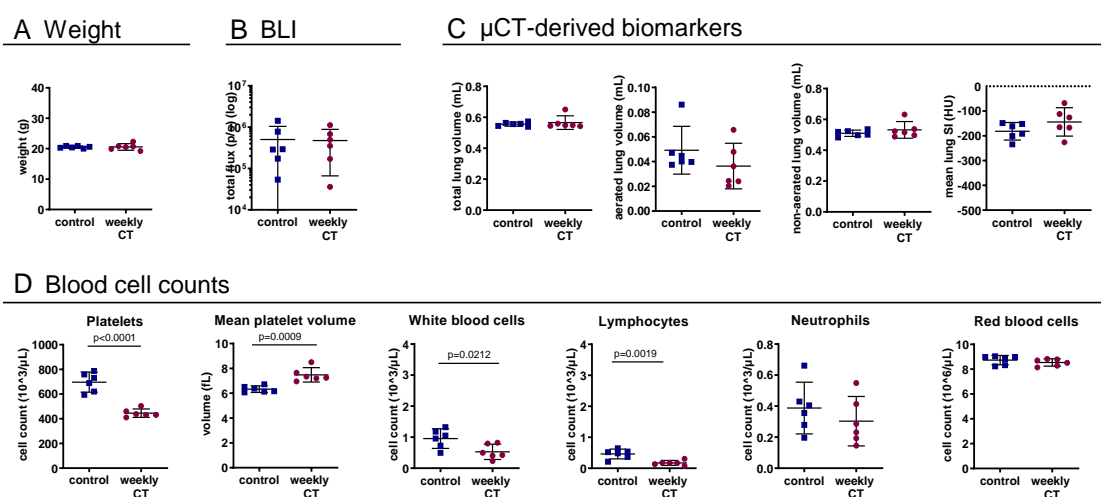 A Weight
B BLI
C µCT-derived biomarkers
weight (g)
40
30
20
10
0
control
weekly
CT
total flux (p/s) (log)
10^7
10^6
10^5
10^4
control
weekly
CT
total lung volume (mL)
0.8
0.6
0.4
0.2
0.0
control
weekly
CT
aerated lung volume (mL)
0.10
0.08
0.06
0.04
0.02
0.00
control
weekly
CT
non-aerated lung volume (mL)
0.8
0.6
0.4
0.2
0.0
control
weekly
CT
mean lung SI (HU)
0
-100
-200
-300
-400
-500
control
weekly
CT
D Blood cell counts
Platelets
p<0.0001
cell count (10^3/µL)
1000
800
600
400
200
0
control
weekly
CT
Mean platelet volume
p=0.0009
volume (fL)
10
8
6
4
2
0
control
weekly
CT
White blood cells
p=0.0212
cell count (10^3/µL)
4
3
2
1
0
control
weekly
CT
Lymphocytes
p=0.0019
cell count (10^3/µL)
4
3
2
1
0
control
weekly
CT
Neutrophils
cell count (10^3/µL)
0.8
0.6
0.4
0.2
0.0
control
weekly
CT
Red blood cells
cell count (10^6/µL)
10
8
6
4
2
0
control
weekly
CT